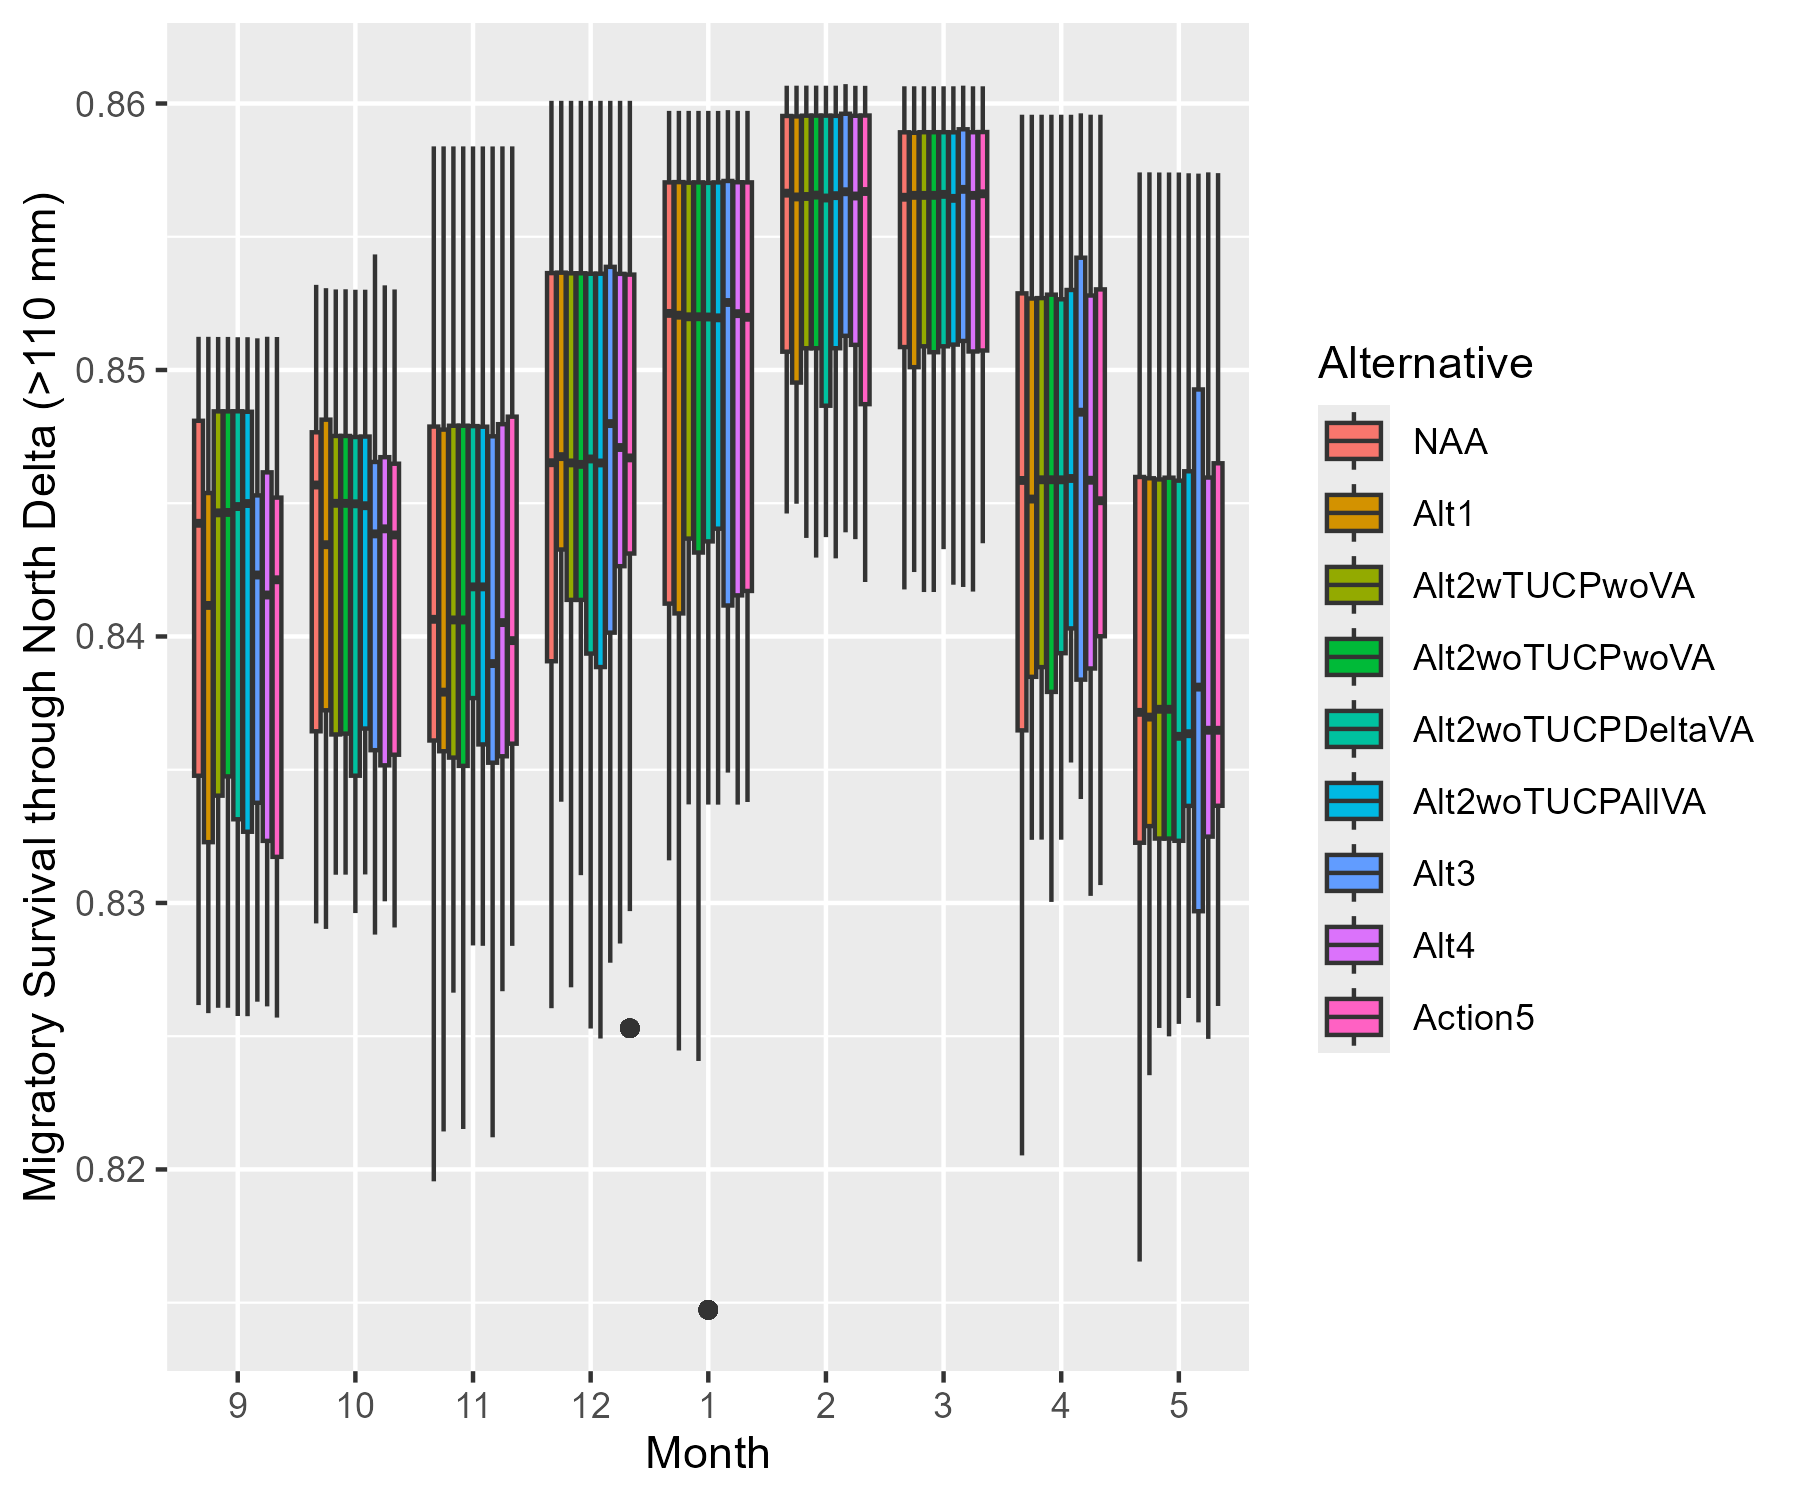 Migratory Survival through North Delta (>110 mm)
0.86
0.85
0.84
0.83
0.82
9 10 11 12 1 2 3 4 5
Month
Alternative
NAA
Alt1
Alt2wTUCPwoVA
Alt2woTUCPwoVA
Alt2woTUCPDeltaVA
Alt2woTUCPAllVA
Alt3
Alt4
Action5